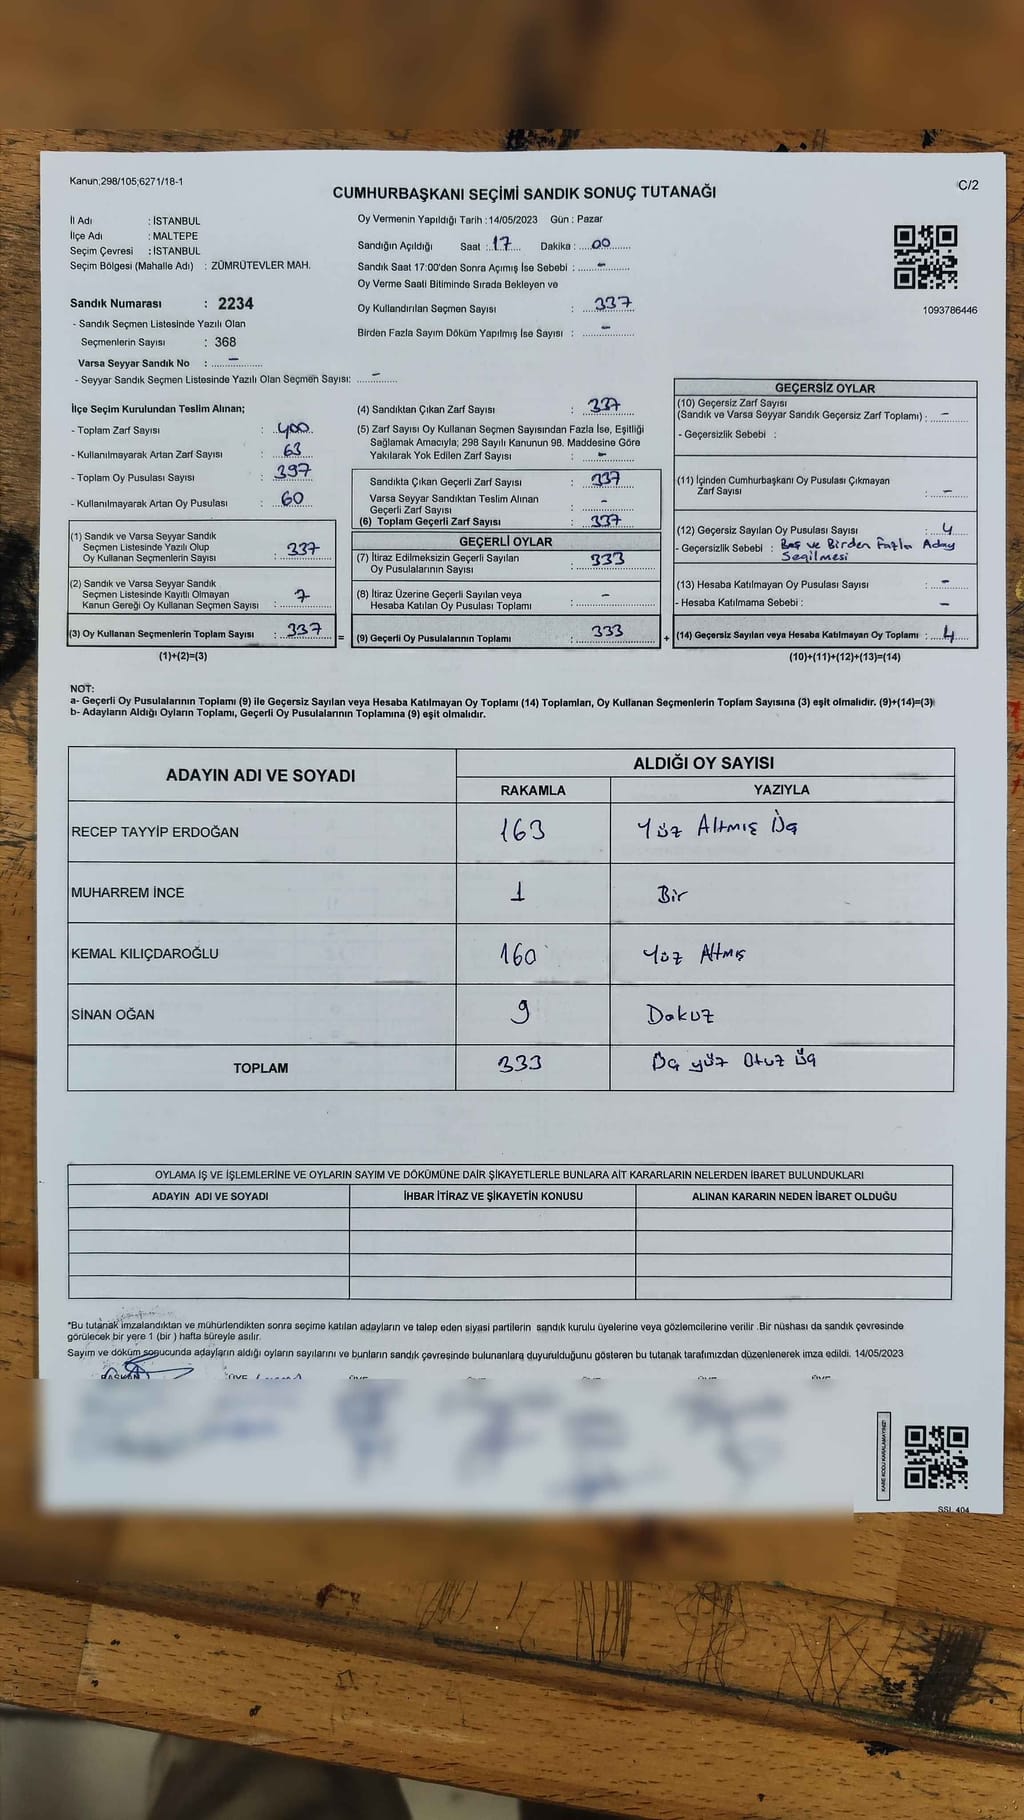 Kanun,298/105;6271/18-1
CUMHURBAŞKANI SEÇİMİ SANDIK SONUÇ TUTANAĞI
C/2
İl Adı : İSTANBUL
İlçe Adı : MALTEPE
Seçim Çevresi : İSTANBUL
Seçim Bölgesi (Mahalle Adı) : ZÜMRÜTEVLER MAH.
Sandık Numarası : 2234
- Sandık Seçmen Listesinde Yazılı Olan
Seçmenlerin Sayısı : 368
Varsa Seyyar Sandık No : –
- Seyyar Sandık Seçmen Listesinde Yazılı Olan Seçmen Sayısı: –
Oy Vermenin Yapıldığı Tarih : 14/05/2023 Gün : Pazar
Sandığın Açıldığı Saat : 17 Dakika : 00
Sandık Saat 17:00'den Sonra Açımış İse Sebebi : –
Oy Verme Saati Bitiminde Sırada Bekleyen ve
Oy Kullandırılan Seçmen Sayısı : 337
Birden Fazla Sayım Döküm Yapılmış İse Sayısı : –
1093786446
İlçe Seçim Kurulundan Teslim Alınan;
- Toplam Zarf Sayısı : 400
- Kullanılmayarak Artan Zarf Sayısı : 63
- Toplam Oy Pusulası Sayısı : 397
- Kullanılmayarak Artan Oy Pusulası : 60
(1) Sandık ve Varsa Seyyar Sandık
Seçmen Listesinde Yazılı Olup
Oy Kullanan Seçmenlerin Sayısı : 337
(2) Sandık ve Varsa Seyyar Sandık
Seçmen Listesinde Kayıtlı Olmayan
Kanun Gereği Oy Kullanan Seçmen Sayısı : 7
(3) Oy Kullanan Seçmenlerin Toplam Sayısı : 337
(1)+(2)=(3)
=
(4) Sandıktan Çıkan Zarf Sayısı : 337
(5) Zarf Sayısı Oy Kullanan Seçmen Sayısından Fazla İse, Eşitliği
Sağlamak Amacıyla; 298 Sayılı Kanunun 98. Maddesine Göre
Yakılarak Yok Edilen Zarf Sayısı : –
Sandıkta Çıkan Geçerli Zarf Sayısı : 337
Varsa Seyyar Sandıktan Teslim Alınan
Geçerli Zarf Sayısı : –
(6) Toplam Geçerli Zarf Sayısı : 337
GEÇERLİ OYLAR
(7) İtiraz Edilmeksizin Geçerli Sayılan
Oy Pusulalarının Sayısı : 333
(8) İtiraz Üzerine Geçerli Sayılan veya
Hesaba Katılan Oy Pusulası Toplamı : –
(9) Geçerli Oy Pusulalarının Toplamı : 333
+
GEÇERSİZ OYLAR
(10) Geçersiz Zarf Sayısı
(Sandık ve Varsa Seyyar Sandık Geçersiz Zarf Toplamı) : –
- Geçersizlik Sebebi :
(11) İçinden Cumhurbaşkanı Oy Pusulası Çıkmayan
Zarf Sayısı : –
(12) Geçersiz Sayılan Oy Pusulası Sayısı : 4
- Geçersizlik Sebebi : Boş ve Birden Fazla Aday
Seçilmesi
(13) Hesaba Katılmayan Oy Pusulası Sayısı : –
- Hesaba Katılmama Sebebi : –
(14) Geçersiz Sayılan veya Hesaba Katılmayan Oy Toplamı : 4
(10)+(11)+(12)+(13)=(14)
NOT:
a- Geçerli Oy Pusulalarının Toplamı (9) ile Geçersiz Sayılan veya Hesaba Katılmayan Oy Toplamı (14) Toplamları, Oy Kullanan Seçmenlerin Toplam Sayısına (3) eşit olmalıdır. (9)+(14)=(3)
b- Adayların Aldığı Oyların Toplamı, Geçerli Oy Pusulalarının Toplamına (9) eşit olmalıdır.
ADAYIN ADI VE SOYADI ALDIĞI OY SAYISI
RAKAMLA YAZIYLA
RECEP TAYYİP ERDOĞAN 163 Yüz Altmış Üç
MUHARREM İNCE 1 Bir
KEMAL KILIÇDAROĞLU 160 Yüz Altmış
SİNAN OĞAN 9 Dokuz
TOPLAM 333 Üç yüz Otuz Üç
OYLAMA İŞ VE İŞLEMLERİNE VE OYLARIN SAYIM VE DÖKÜMÜNE DAİR ŞİKAYETLERLE BUNLARA AİT KARARLARIN NELERDEN İBARET BULUNDUKLARI
ADAYIN ADI VE SOYADI İHBAR İTİRAZ VE ŞİKAYETİN KONUSU ALINAN KARARIN NEDEN İBARET OLDUĞU
*Bu tutanak imzalandıktan ve mühürlendikten sonra seçime katılan adayların ve talep eden siyasi partilerin sandık kurulu üyelerine veya gözlemcilerine verilir .Bir nüshası da sandık çevresinde
görülecek bir yere 1 (bir ) hafta süreyle asılır.
Sayım ve döküm sonucunda adayların aldığı oyların sayılarını ve bunların sandık çevresinde bulunanlara duyurulduğunu gösteren bu tutanak tarafımızdan düzenlenerek imza edildi. 14/05/2023
BAŞKAN ÜYE ÜYE ÜYE ÜYE ÜYE ÜYE
KARE KODU KARALAMAYINIZ!
SSI 404